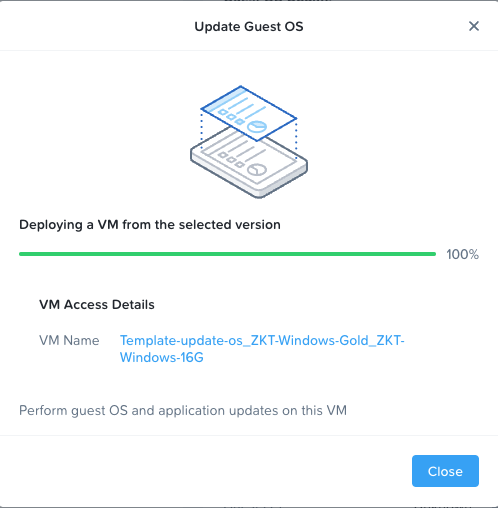 Update Guest OS
Deploying a VM from the selected version
100%
VM Access Details
VM Name
Template-update-os_ZKT-Windows-Gold_ZKT-
Windows-16G
Perform guest OS and application updates on this VM
Close